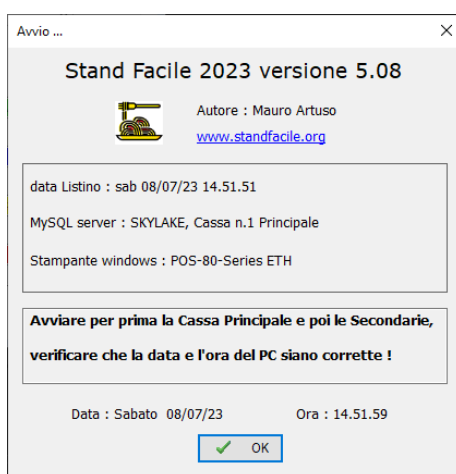 Avvio ...
Stand Facile 2023 versione 5.08
Autore : Mauro Artuso
www.standfacile.org
data Listino : sab 08/07/23 14.51.51
MySQL server : SKYLAKE, Cassa n.1 Principale
Stampante windows : POS-80-Series ETH
Avviare per prima la Cassa Principale e poi le Secondarie,
verificare che la data e l'ora del PC siano corrette !
Data : Sabato  08/07/23 Ora : 14.51.59
OK